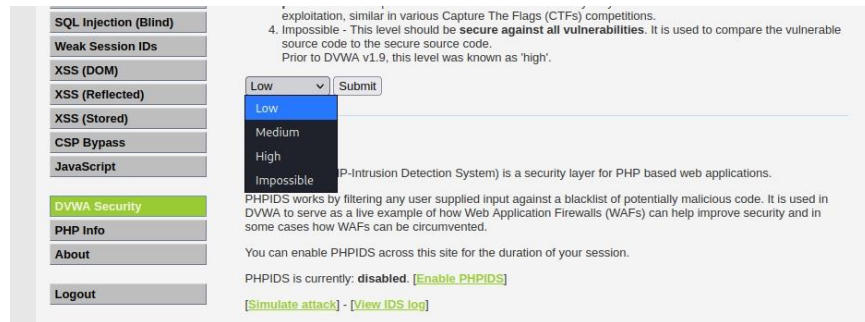 SQL Injection (Blind)
Weak Session IDs
XSS (DOM)
XSS (Reflected)
XSS (Stored)
CSP Bypass
JavaScript
DVWA Security
PHP Info
About
Logout
exploitation, similar in various Capture The Flags (CTFs) competitions.
4. Impossible - This level should be secure against all vulnerabilities. It is used to compare the vulnerable
source code to the secure source code.
Prior to DVWA v1.9, this level was known as 'high'.
Low Submit
Low
Medium
High
Impossible
P-Intrusion Detection System) is a security layer for PHP based web applications.
PHPIDS works by filtering any user supplied input against a blacklist of potentially malicious code. It is used in
DVWA to serve as a live example of how Web Application Firewalls (WAFs) can help improve security and in
some cases how WAFs can be circumvented.
You can enable PHPIDS across this site for the duration of your session.
PHPIDS is currently: disabled. [Enable PHPIDS]
[Simulate attack] - [View IDS log]